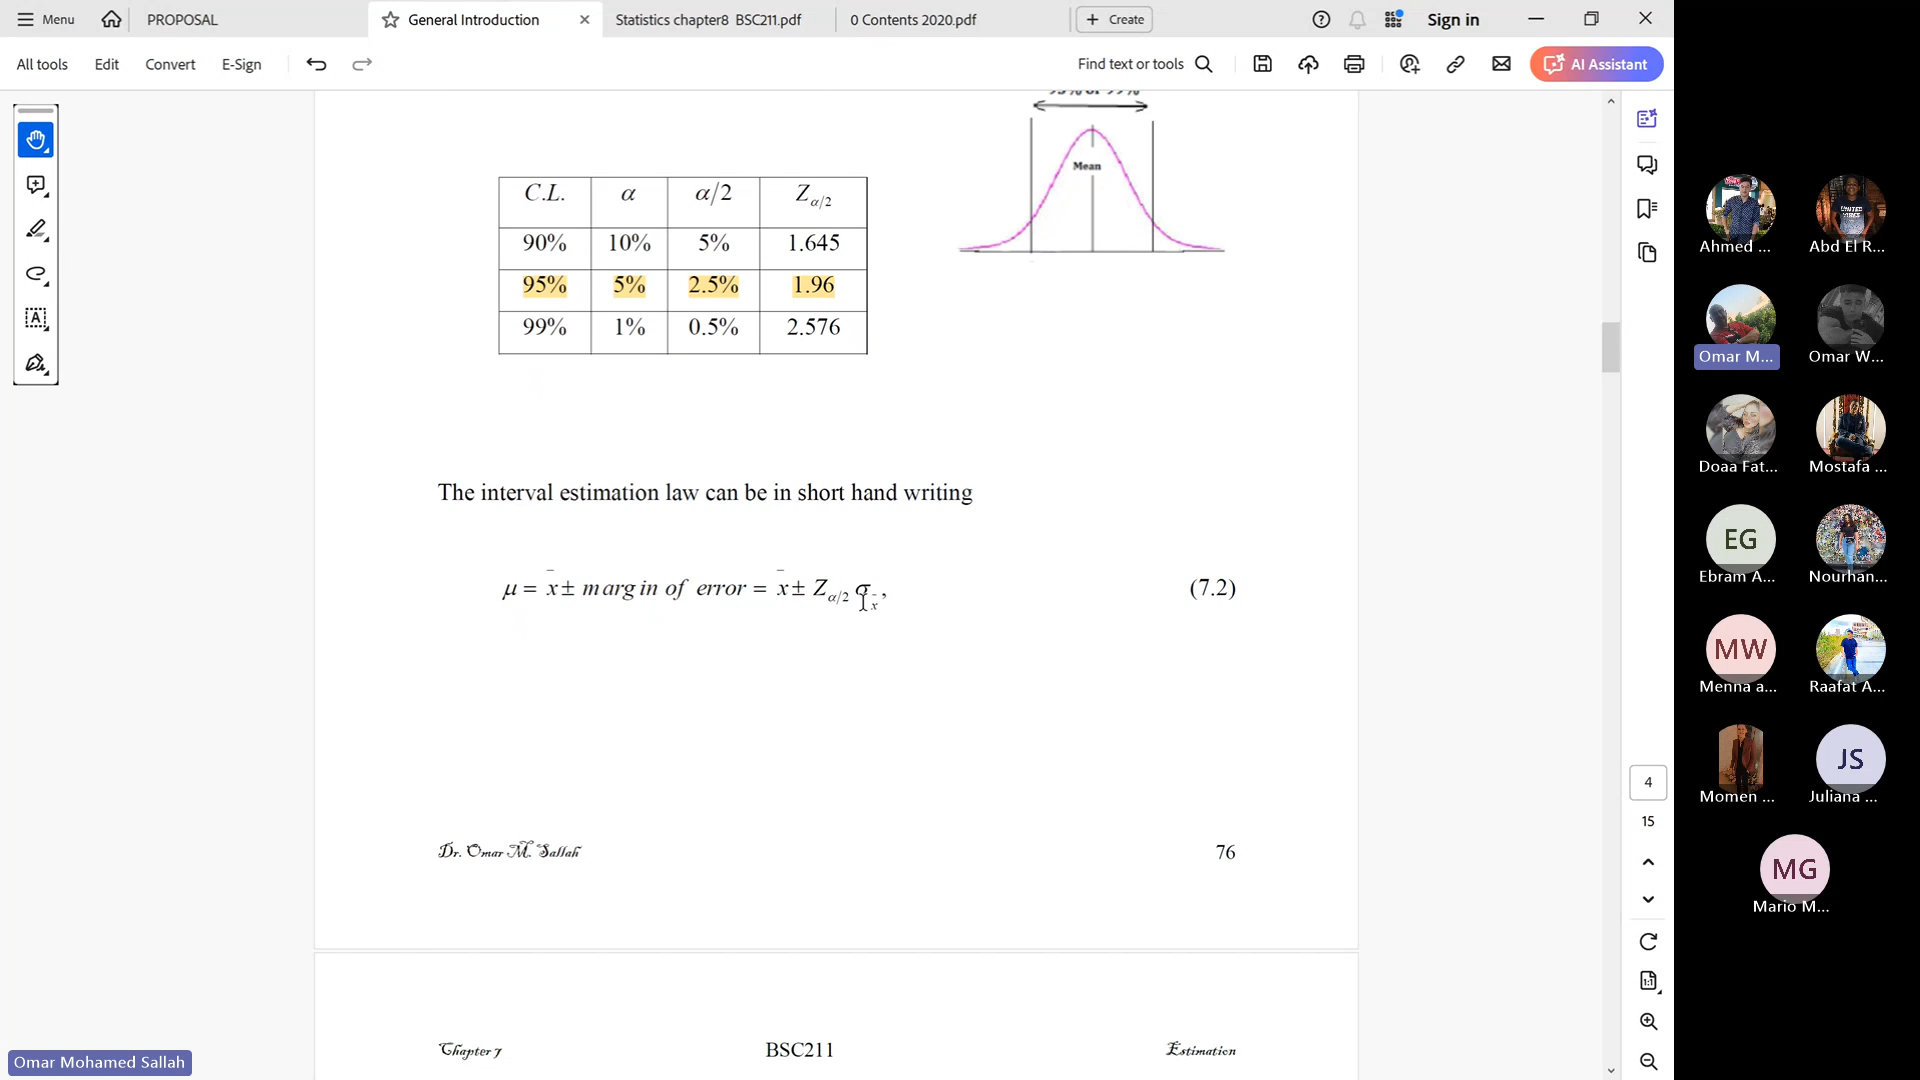 Menu
PROPOSAL
General Introduction
Statistics chapter8 BSC211.pdf
0 Contents 2020.pdf
Create
Sign in
All tools
Edit
Convert
E-Sign
Find text or tools
AI Assistant
Mean
C.L. α α/2 Z α/2
90% 10% 5% 1.645
95% 5% 2.5% 1.96
99% 1% 0.5% 2.576
The interval estimation law can be in short hand writing
μ = x̄ ± margin of error = x̄ ± Z α/2 σ x̄ , (7.2)
Dr. Omar M. Sallah 76
Chapter 7 BSC211 Estimation
4
15
Omar Mohamed Sallah
Ahmed ...
Abd El R...
UNITED
Omar M...
Omar W...
Doaa Fat...
Mostafa ...
EG
Ebram A...
Nourhan...
MW
Menna a...
Raafat A...
Momen ...
JS
Juliana ...
MG
Mario M...